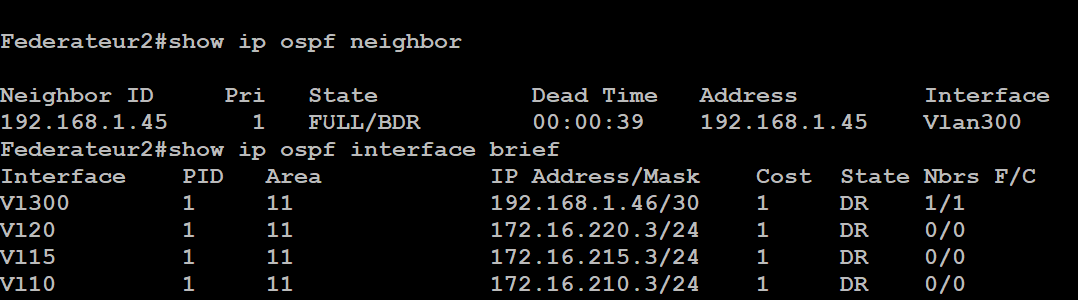 Federateur2#show ip ospf neighbor
Neighbor ID     Pri   State           Dead Time   Address         Interface
192.168.1.45      1   FULL/BDR        00:00:39    192.168.1.45    Vlan300
Federateur2#show ip ospf interface brief
Interface    PID   Area            IP Address/Mask    Cost  State Nbrs F/C
Vl300        1     11              192.168.1.46/30    1     DR    1/1
Vl20         1     11              172.16.220.3/24    1     DR    0/0
Vl15         1     11              172.16.215.3/24    1     DR    0/0
Vl10         1     11              172.16.210.3/24    1     DR    0/0